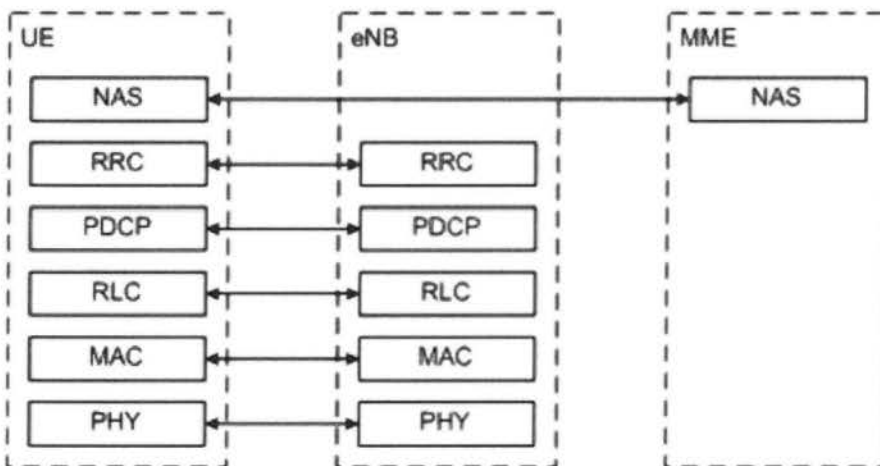 UE eNB MME
NAS NAS
RRC RRC
PDCP PDCP
RLC RLC
MAC MAC
PHY PHY